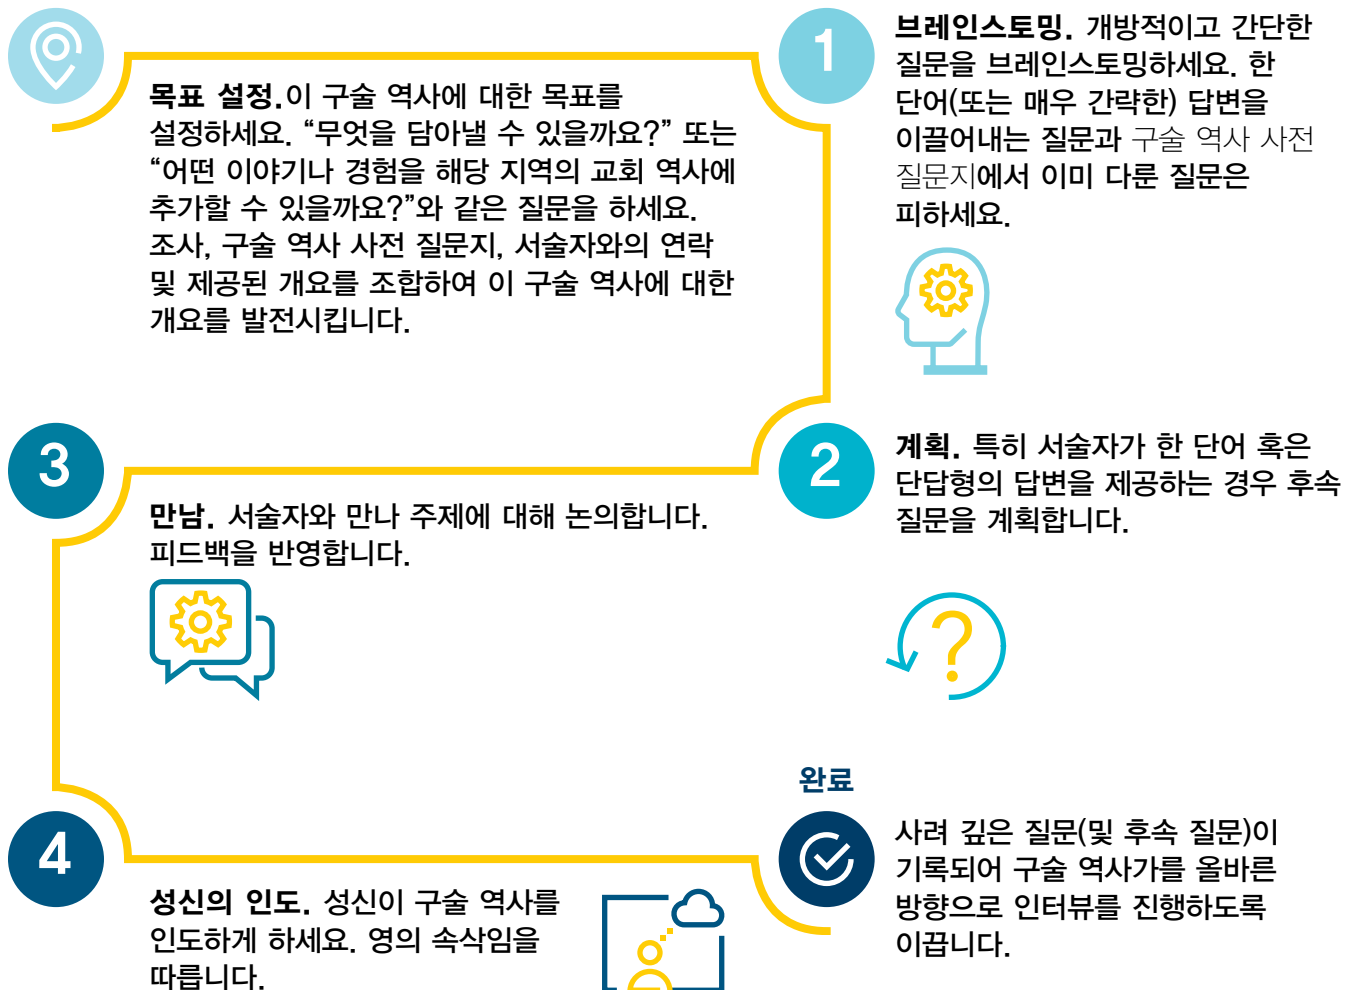 목표 설정.이 구술 역사에 대한 목표를
설정하세요. “무엇을 담아낼 수 있을까요?” 또는
“어떤 이야기나 경험을 해당 지역의 교회 역사에
추가할 수 있을까요?”와 같은 질문을 하세요.
조사, 구술 역사 사전 질문지, 서술자와의 연락
및 제공된 개요를 조합하여 이 구술 역사에 대한
개요를 발전시킵니다.
1
브레인스토밍. 개방적이고 간단한
질문을 브레인스토밍하세요. 한
단어(또는 매우 간략한) 답변을
이끌어내는 질문과 구술 역사 사전
질문지에서 이미 다룬 질문은
피하세요.
2
계획. 특히 서술자가 한 단어 혹은
단답형의 답변을 제공하는 경우 후속
질문을 계획합니다.
?
3
만남. 서술자와 만나 주제에 대해 논의합니다.
피드백을 반영합니다.
4
성신의 인도. 성신이 구술 역사를
인도하게 하세요. 영의 속삭임을
따릅니다.
완료
사려 깊은 질문(및 후속 질문)이
기록되어 구술 역사가를 올바른
방향으로 인터뷰를 진행하도록
이끕니다.